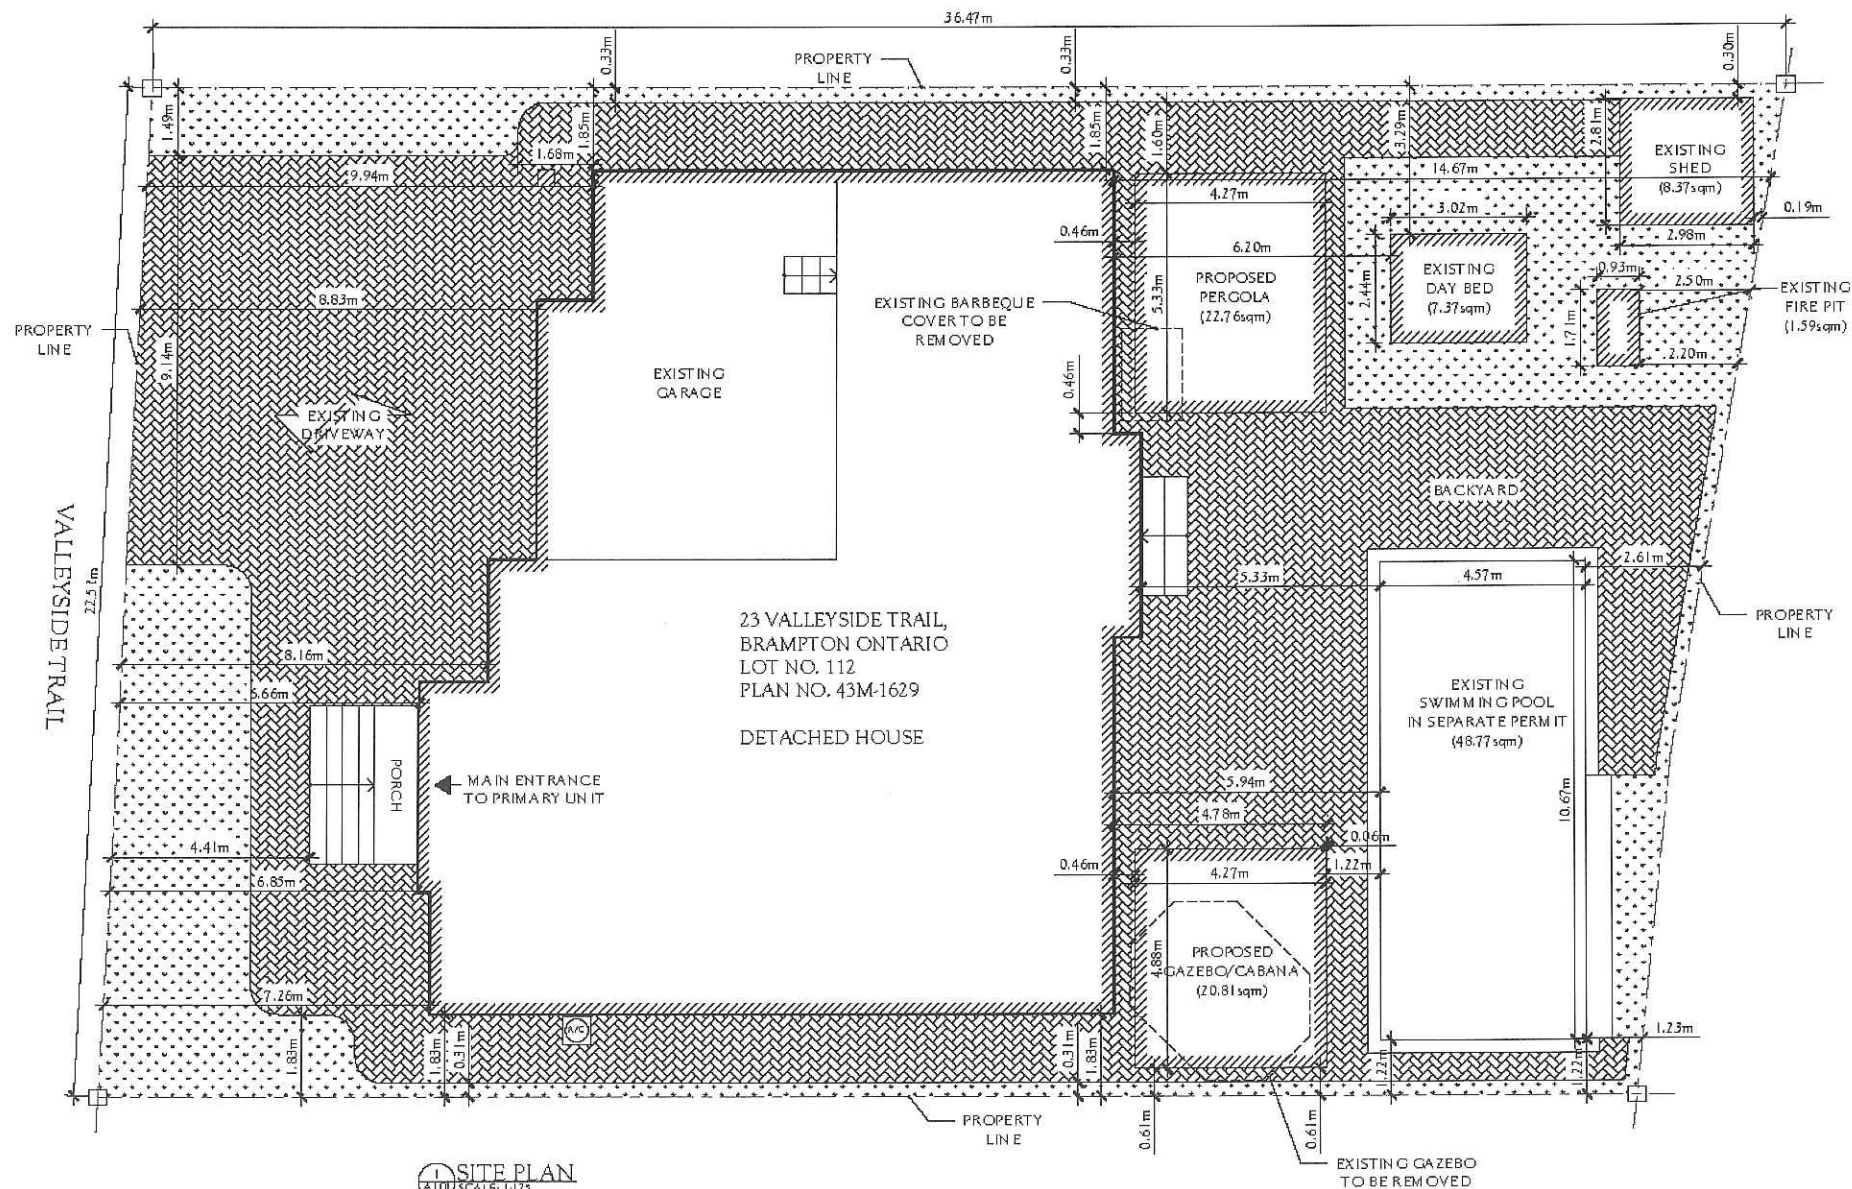 36.47m
0.33m
0.33m
0.30m
PROPERTY
LINE
1.49m
1.85m
1.85m
1.60m
3.29m
2.81m
1.68m
9.94m
14.67m
EXISTING
SHED
(8.37sqm)
4.27m
3.02m
0.19m
0.46m
6.20m
2.98m
8.83m
EXISTING BARBEQUE
COVER TO BE
REMOVED
5.33m
PROPOSED
PERGOLA
(22.76sqm)
2.44m
EXISTING
DAY BED
(7.37sqm)
0.93m
2.50m
EXISTING
FIRE PIT
(1.59sqm)
1.71m
2.20m
PROPERTY
LINE
9.14m
EXISTING
GARAGE
0.46m
EXISTING
DRIVEWAY
BACKYARD
VALLEYSIDE TRAIL
5.33m
4.57m
2.61m
23 VALLEYSIDE TRAIL,
BRAMPTON ONTARIO
LOT NO. 112
PLAN NO. 43M-1629
DETACHED HOUSE
PROPERTY
LINE
8.16m
5.66m
EXISTING
SWIMMING POOL
IN SEPARATE PERMIT
(48.77sqm)
PORCH
MAIN ENTRANCE
TO PRIMARY UNIT
5.94m
4.78m
10.67m
4.41m
0.06m
6.85m
0.46m
4.27m
1.22m
4.88m
PROPOSED
GAZEBO/CABANA
(20.81sqm)
7.26m
A/C
1.83m
1.83m
0.31m
0.31m
1.83m
1.22m
1.22m
1.23m
PROPERTY
LINE
0.61m
0.61m
EXISTING GAZEBO
TO BE REMOVED
1
SITE PLAN
SCALE: 1:125